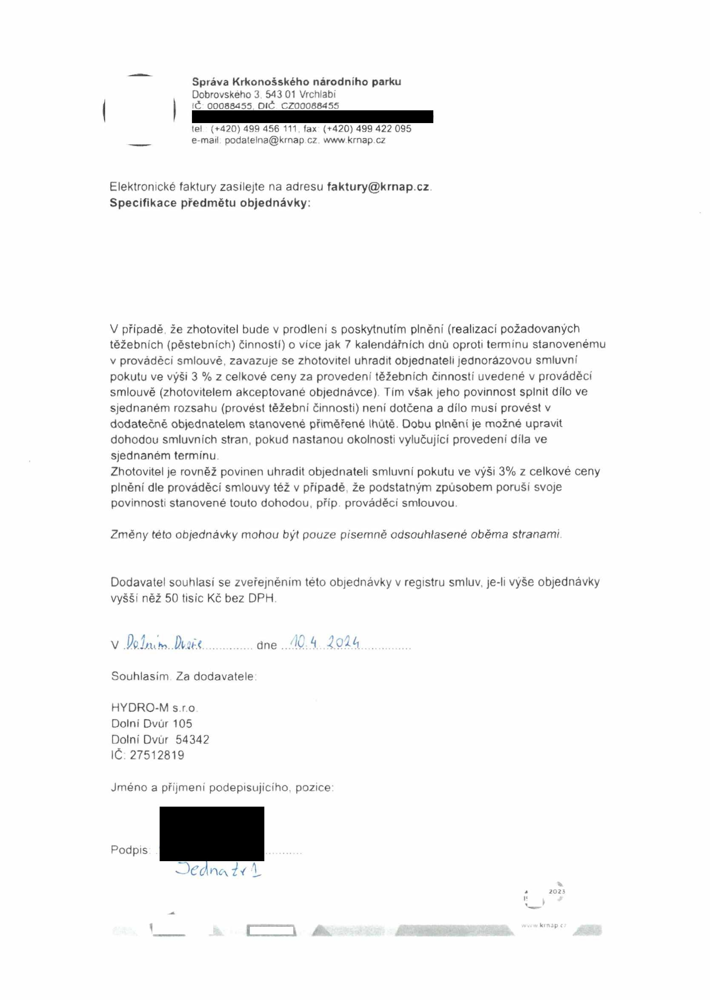 Správa Krkonošského národního parku
Dobrovského 3, 543 01 Vrchlabí
IČ: 00088455, DIČ: CZ00088455
tel.: (+420) 499 456 111, fax: (+420) 499 422 095
e-mail: podatelna@krnap.cz, www.krnap.cz
Elektronické faktury zasílejte na adresu faktury@krnap.cz.
Specifikace předmětu objednávky:
V případě, že zhotovitel bude v prodlení s poskytnutím plnění (realizací požadovaných
těžebních (pěstebních) činností) o více jak 7 kalendářních dnů oproti termínu stanovenému
v prováděcí smlouvě, zavazuje se zhotovitel uhradit objednateli jednorázovou smluvní
pokutu ve výši 3 % z celkové ceny za provedení těžebních činností uvedené v prováděcí
smlouvě (zhotovitelem akceptované objednávce). Tím však jeho povinnost splnit dílo ve
sjednaném rozsahu (provést těžební činnosti) není dotčena a dílo musí provést v
dodatečné objednatelem stanovené přiměřené lhůtě. Dobu plnění je možné upravit
dohodou smluvních stran, pokud nastanou okolnosti vylučující provedení díla ve
sjednaném termínu.
Zhotovitel je rovněž povinen uhradit objednateli smluvní pokutu ve výši 3% z celkové ceny
plnění dle prováděcí smlouvy též v případě, že podstatným způsobem poruší svoje
povinnosti stanovené touto dohodou, příp. prováděcí smlouvou.
Změny této objednávky mohou být pouze písemně odsouhlasené oběma stranami.
Dodavatel souhlasí se zveřejněním této objednávky v registru smluv, je-li výše objednávky
vyšší něž 50 tisíc Kč bez DPH.
V Dolním Dvoře dne 10.4.2024
Souhlasím. Za dodavatele:
HYDRO-M s.r.o.
Dolní Dvůr 105
Dolní Dvůr 54342
IČ: 27512819
Jméno a příjmení podepisujícího, pozice:
Podpis:
Jednatel
2023
www.krnap.cz